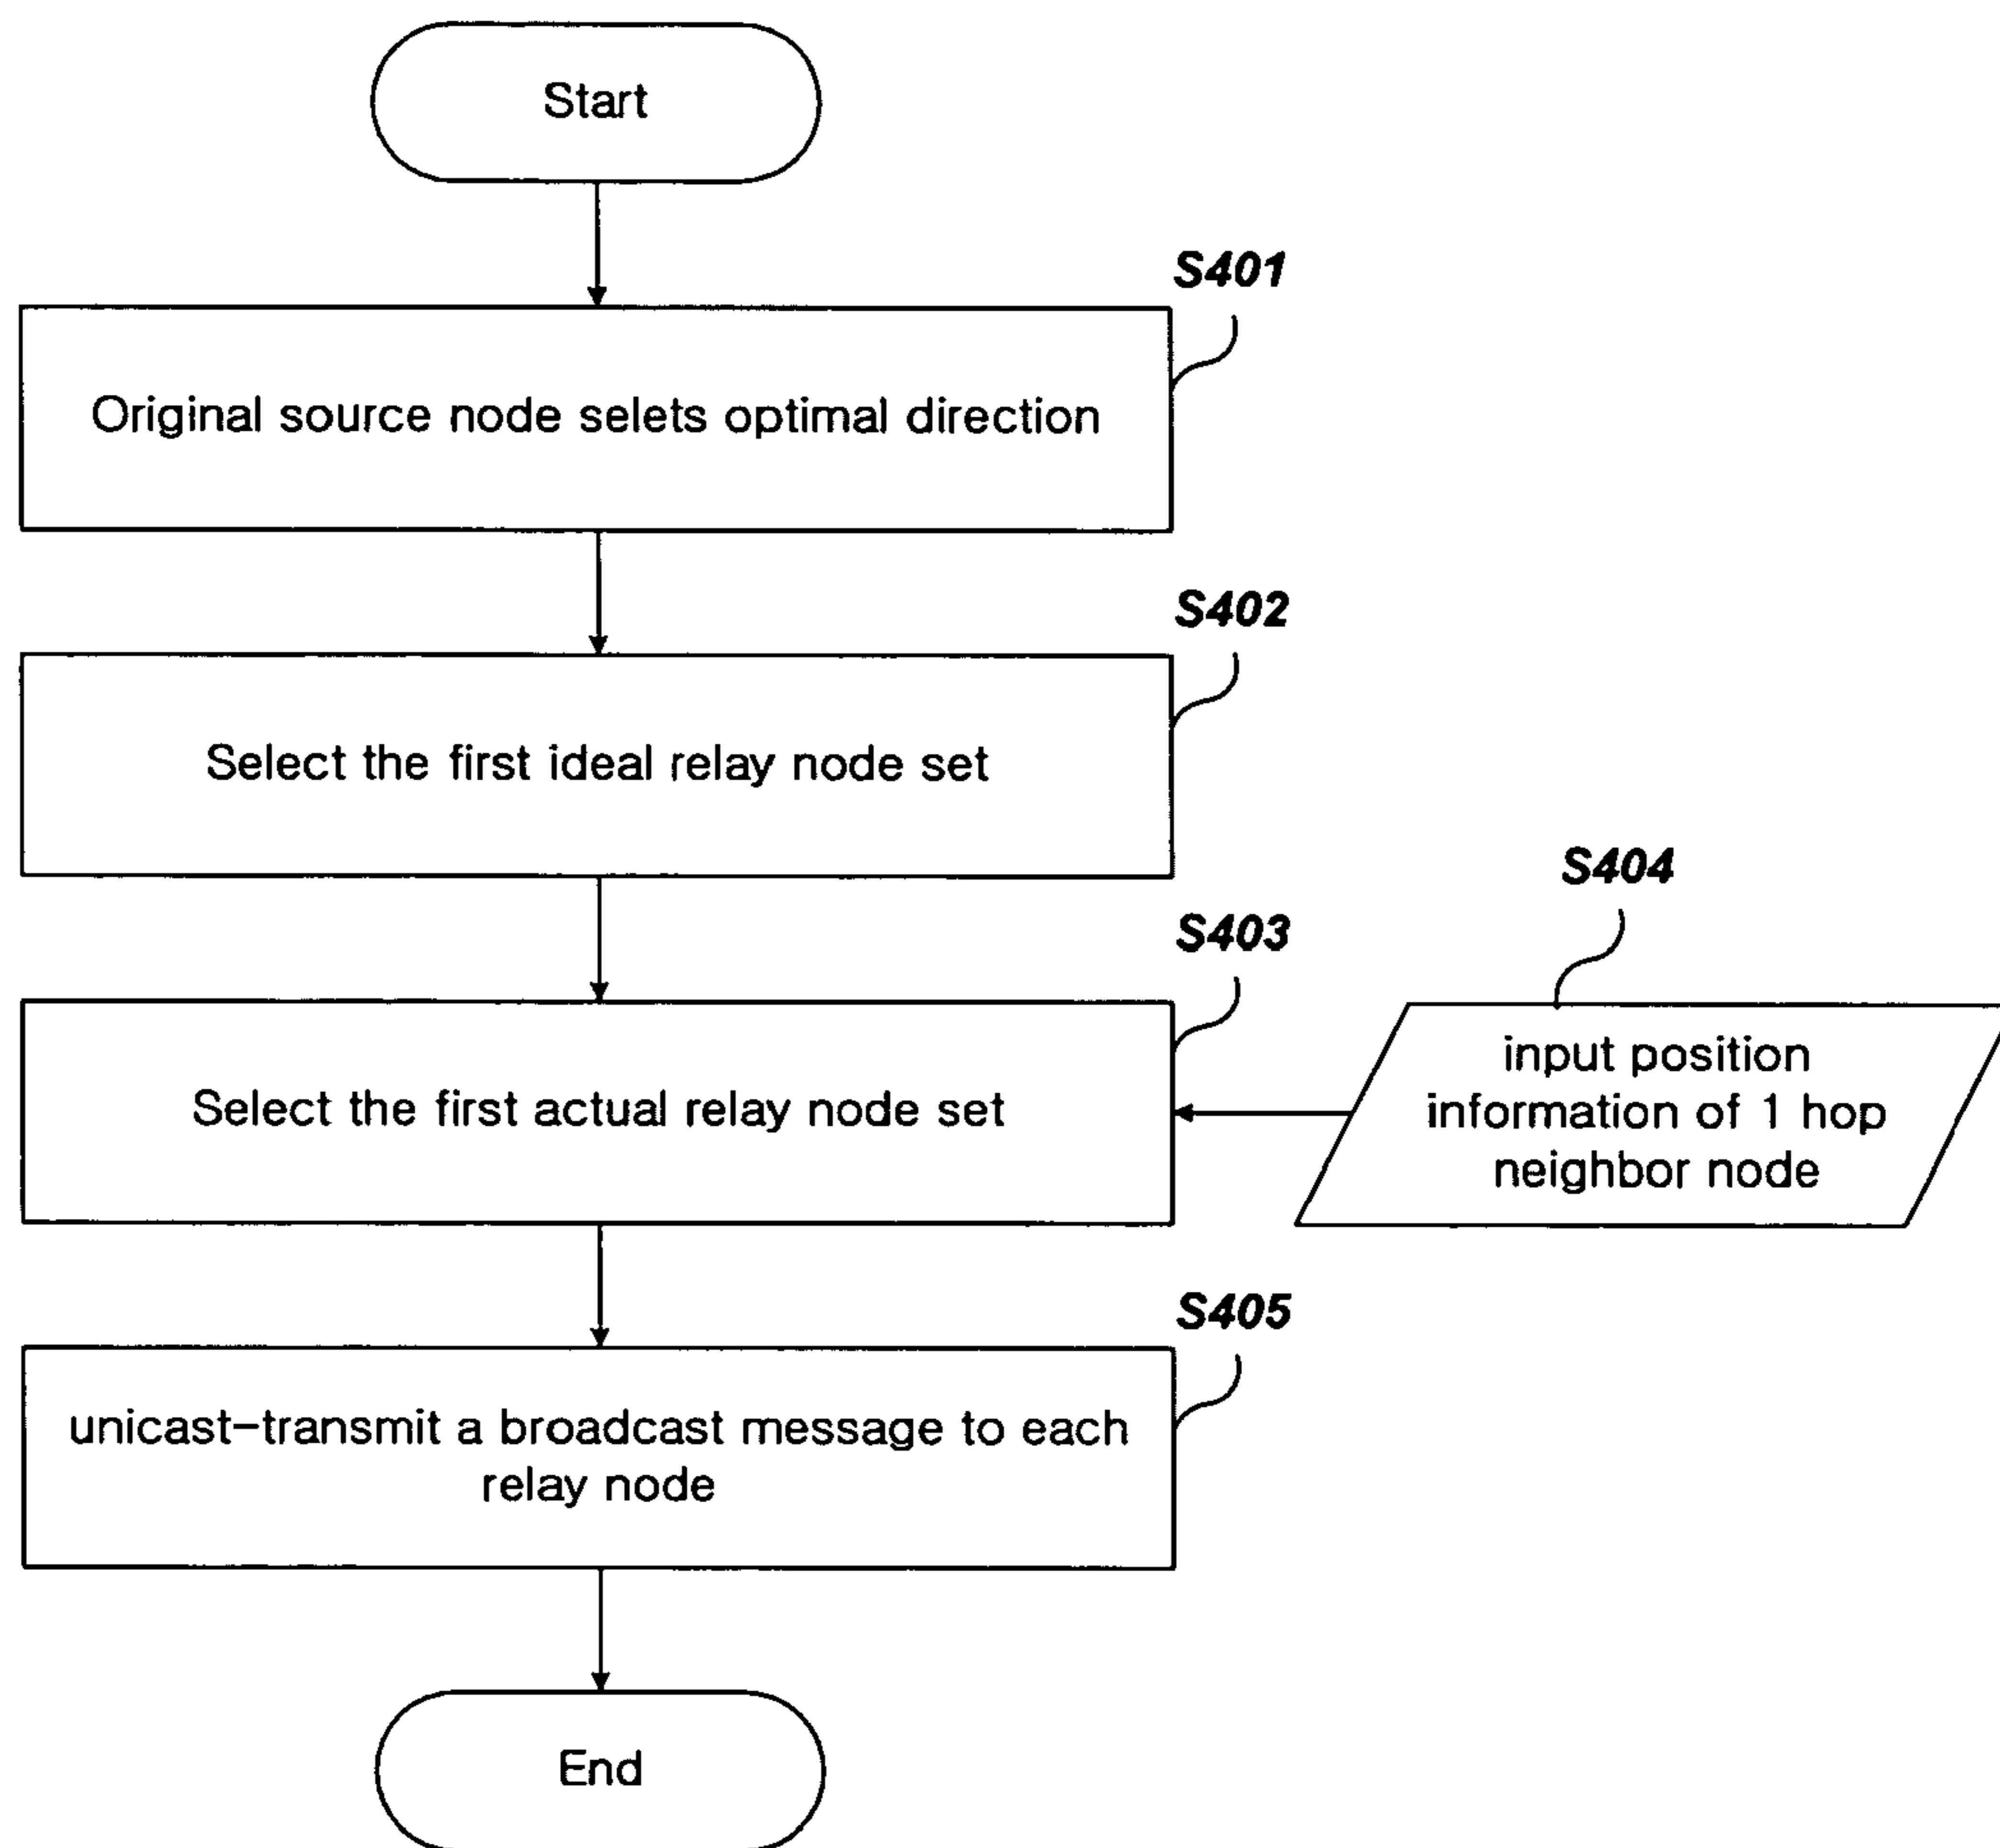 Start
S401
Original source node selets optimal direction
S402
Select the first ideal relay node set
S404
S403
input position
information of 1 hop
neighbor node
Select the first actual relay node set
S405
unicast-transmit a broadcast message to each
relay node
End